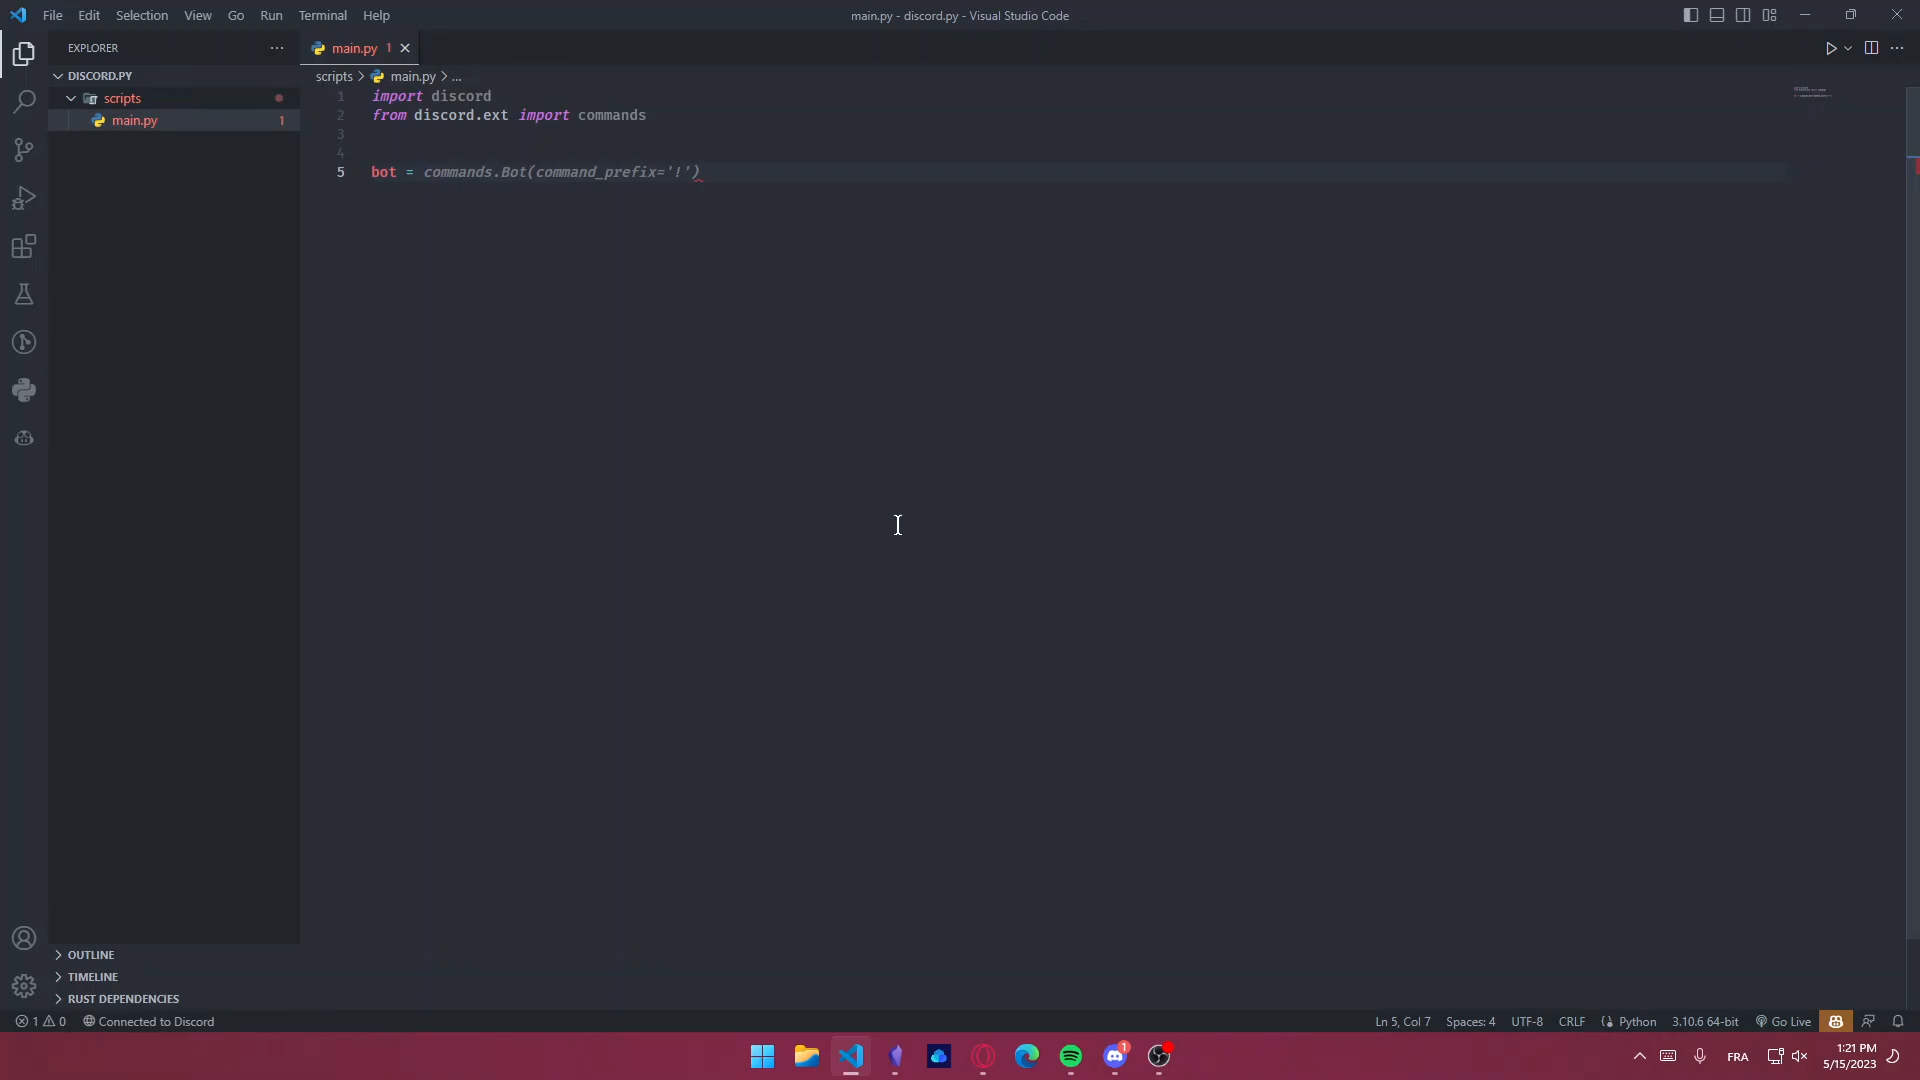 File Edit Selection View Go Run Terminal Help
main.py - discord.py - Visual Studio Code
EXPLORER
main.py 1
DISCORD.PY
scripts > main.py > ...
scripts
main.py 1
1 import discord
2 from discord.ext import commands
3
4
5 bot = commands.Bot(command_prefix='!')
OUTLINE
TIMELINE
RUST DEPENDENCIES
1 0 Connected to Discord
Ln 5, Col 7 Spaces: 4 UTF-8 CRLF Python 3.10.6 64-bit Go Live
1
FRA
1:21 PM
5/15/2023